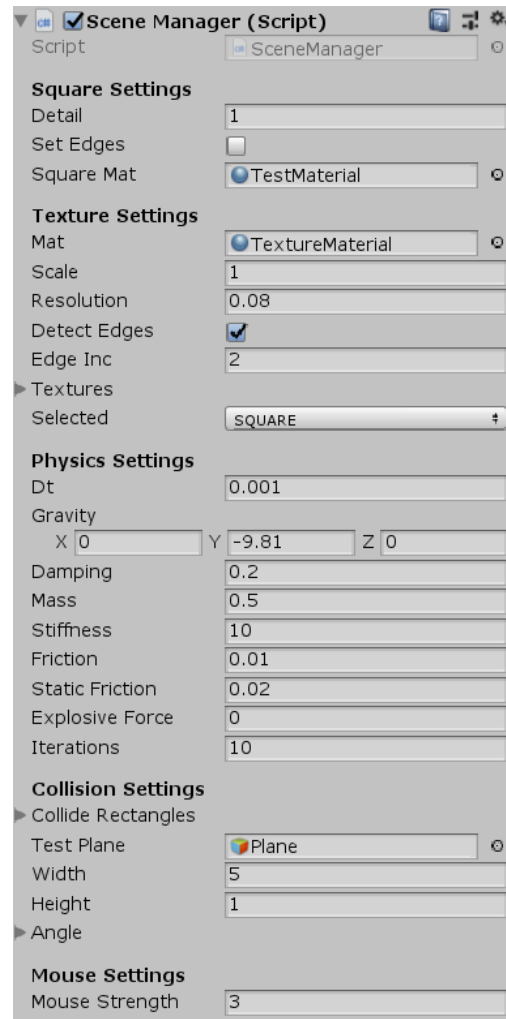 Scene Manager (Script)
Script SceneManager
Square Settings
Detail 1
Set Edges
Square Mat TestMaterial
Texture Settings
Mat TextureMaterial
Scale 1
Resolution 0.08
Detect Edges
Edge Inc 2
Textures
Selected SQUARE
Physics Settings
Dt 0.001
Gravity
X 0 Y -9.81 Z 0
Damping 0.2
Mass 0.5
Stiffness 10
Friction 0.01
Static Friction 0.02
Explosive Force 0
Iterations 10
Collision Settings
Collide Rectangles
Test Plane Plane
Width 5
Height 1
Angle
Mouse Settings
Mouse Strength 3